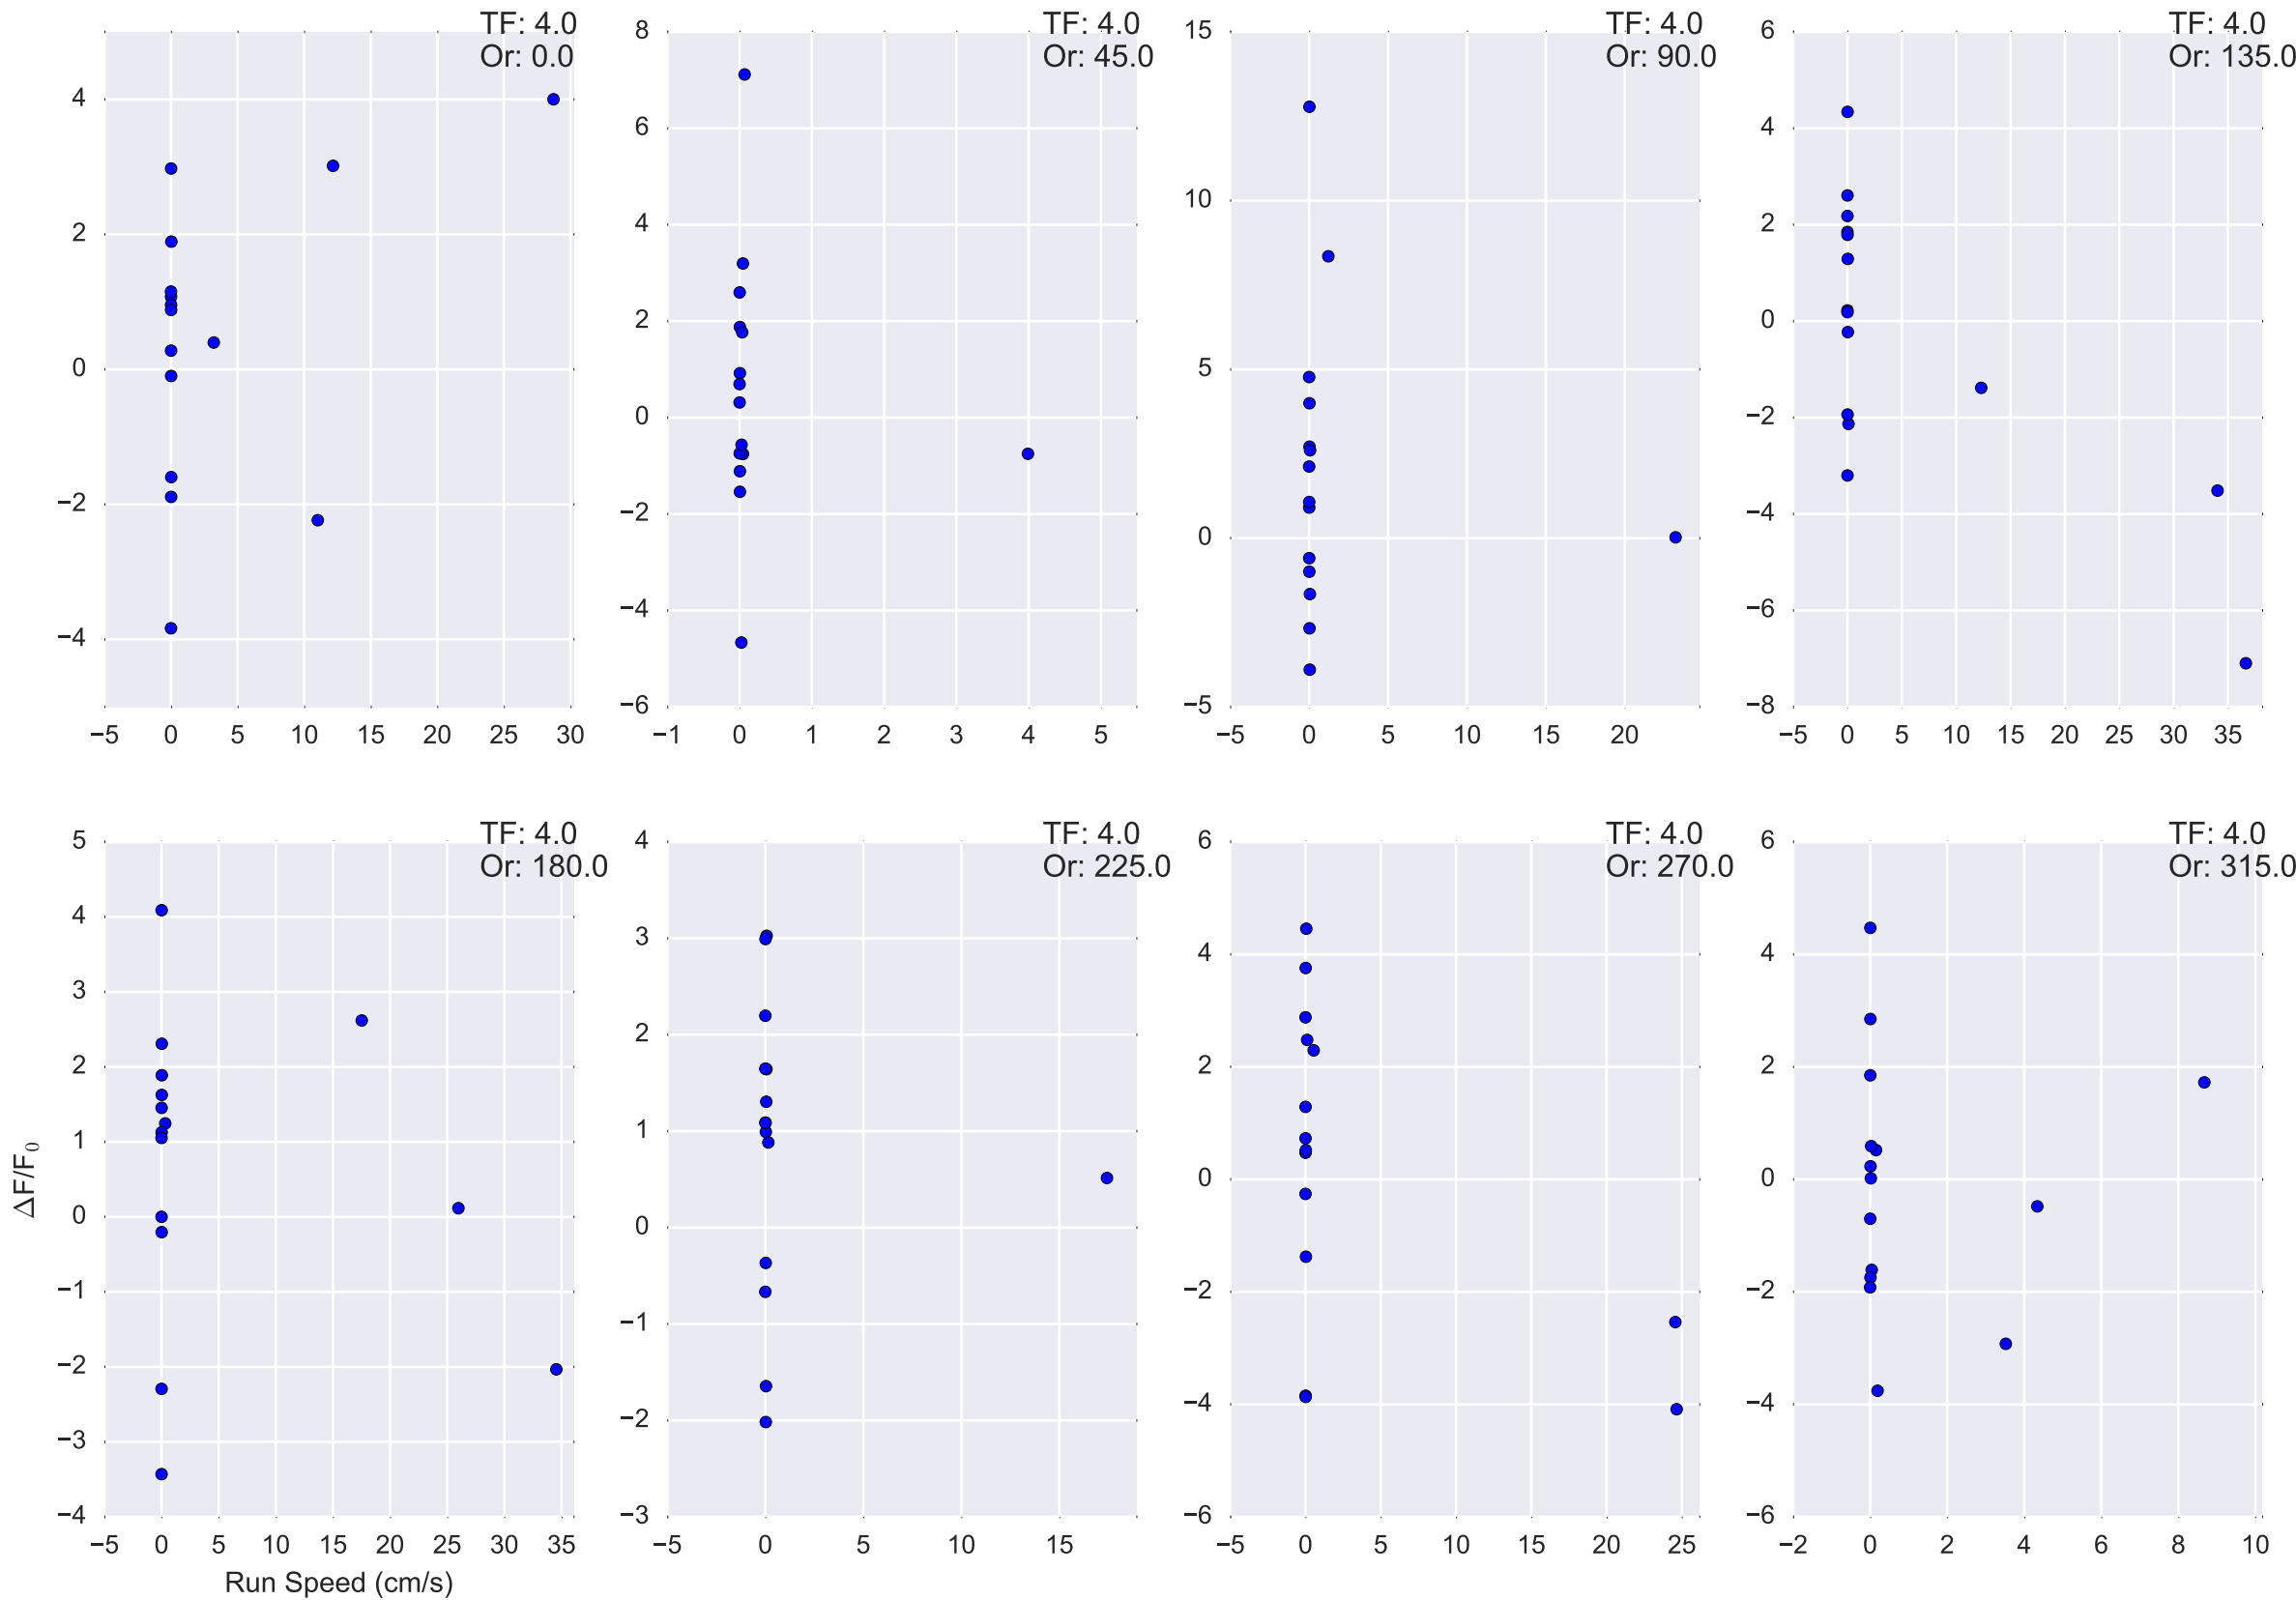 TF: 4.0
Or: 0.0
4
2
0
−2
−4
−5 0 5 10 15 20 25 30
TF: 4.0
Or: 45.0
8
6
4
2
0
−2
−4
−6
−1 0 1 2 3 4 5
TF: 4.0
Or: 90.0
15
10
5
0
−5
−5 0 5 10 15 20
TF: 4.0
Or: 135.0
6
4
2
0
−2
−4
−6
−8
−5 0 5 10 15 20 25 30 35
TF: 4.0
Or: 180.0
5
4
3
2
1
0
−1
−2
−3
−4
ΔF/F₀
−5 0 5 10 15 20 25 30 35
Run Speed (cm/s)
TF: 4.0
Or: 225.0
4
3
2
1
0
−1
−2
−3
−5 0 5 10 15
TF: 4.0
Or: 270.0
6
4
2
0
−2
−4
−6
−5 0 5 10 15 20 25
TF: 4.0
Or: 315.0
6
4
2
0
−2
−4
−6
−2 0 2 4 6 8 10